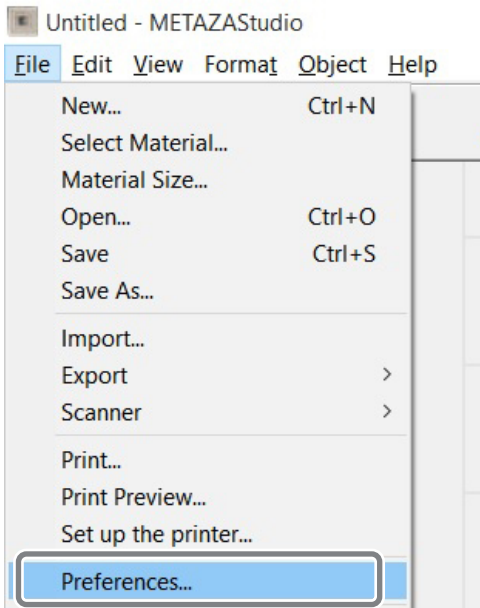 Untitled - METAZAStudio
File Edit View Format Object Help
New... Ctrl+N
Select Material...
Material Size...
Open... Ctrl+O
Save Ctrl+S
Save As...
Import...
Export >
Scanner >
Print...
Print Preview...
Set up the printer...
Preferences...